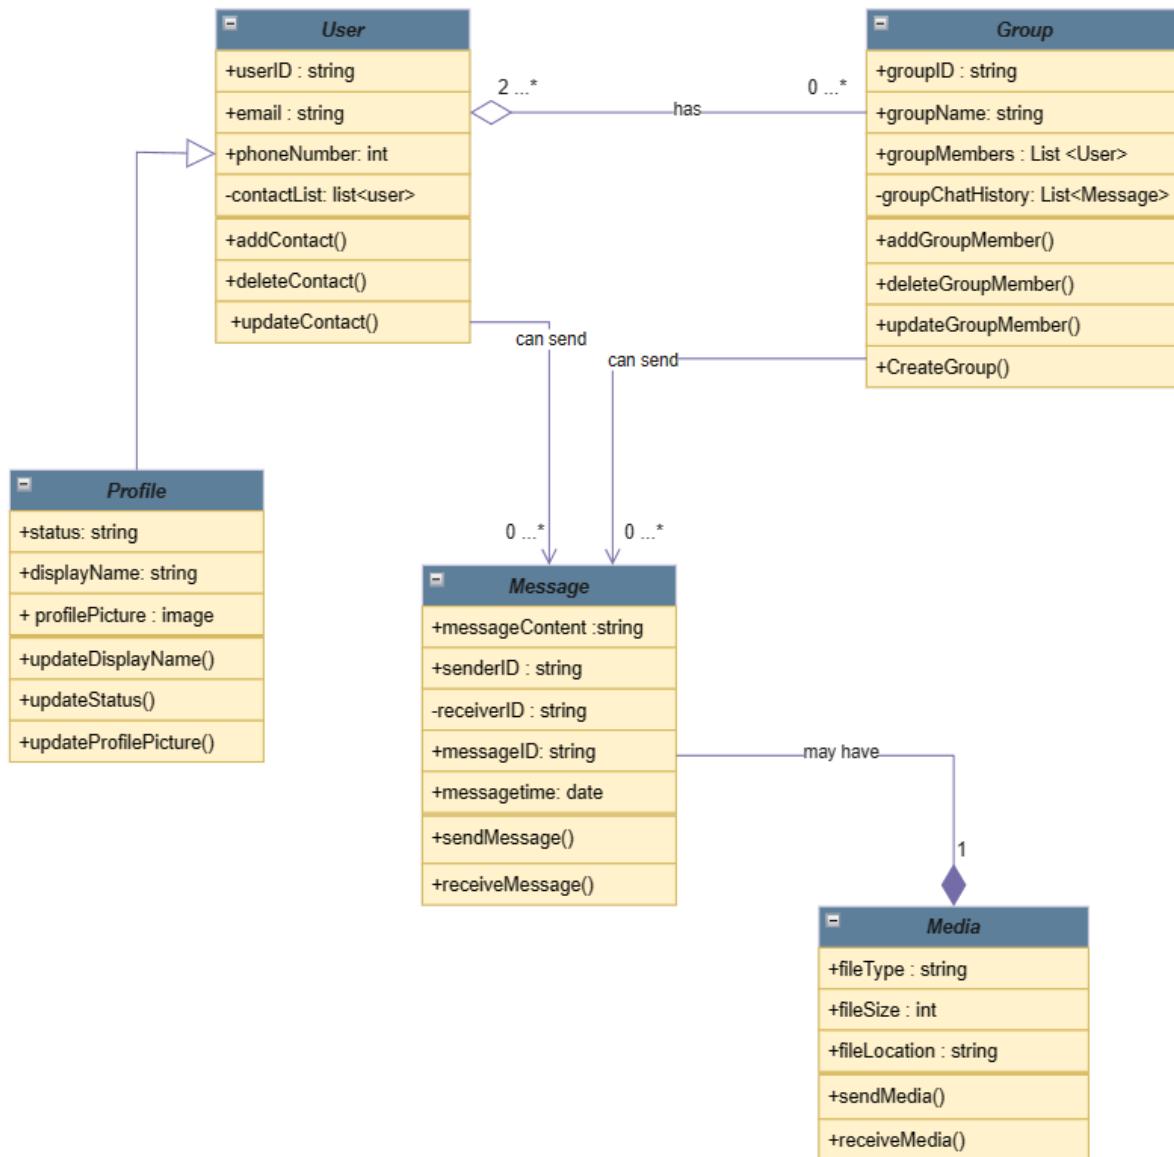 User
+userID : string
+email : string
+phoneNumber: int
-contactList: list<user>
+addContact()
+deleteContact()
+updateContact()
2 ...*
has
0 ...*
Group
+groupID : string
+groupName: string
+groupMembers : List <User>
-groupChatHistory: List<Message>
+addGroupMember()
+deleteGroupMember()
+updateGroupMember()
+CreateGroup()
can send
can send
0 ...*
0 ...*
Profile
+status: string
+displayName: string
+ profilePicture : image
+updateDisplayName()
+updateStatus()
+updateProfilePicture()
Message
+messageContent :string
+senderID : string
-receiverID : string
+messageID: string
+messagetime: date
+sendMessage()
+receiveMessage()
may have
1
Media
+fileType : string
+fileSize : int
+fileLocation : string
+sendMedia()
+receiveMedia()